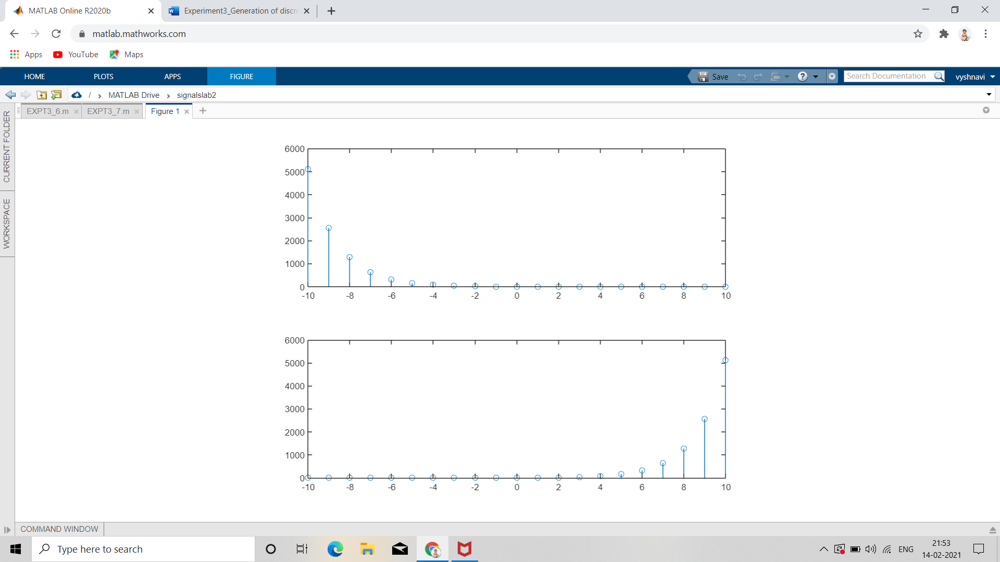 MATLAB Online R2020b
Experiment3_Generation of discr
matlab.mathworks.com
Apps YouTube Maps
HOME PLOTS APPS FIGURE Save Search Documentation vyshnavi
/ › MATLAB Drive › signalslab2
EXPT3_6.m EXPT3_7.m Figure 1
CURRENT FOLDER
WORKSPACE
6000
5000
4000
3000
2000
1000
0
-10 -8 -6 -4 -2 0 2 4 6 8 10
6000
5000
4000
3000
2000
1000
0
-10 -8 -6 -4 -2 0 2 4 6 8 10
COMMAND WINDOW
Type here to search
ENG
21:53
14-02-2021